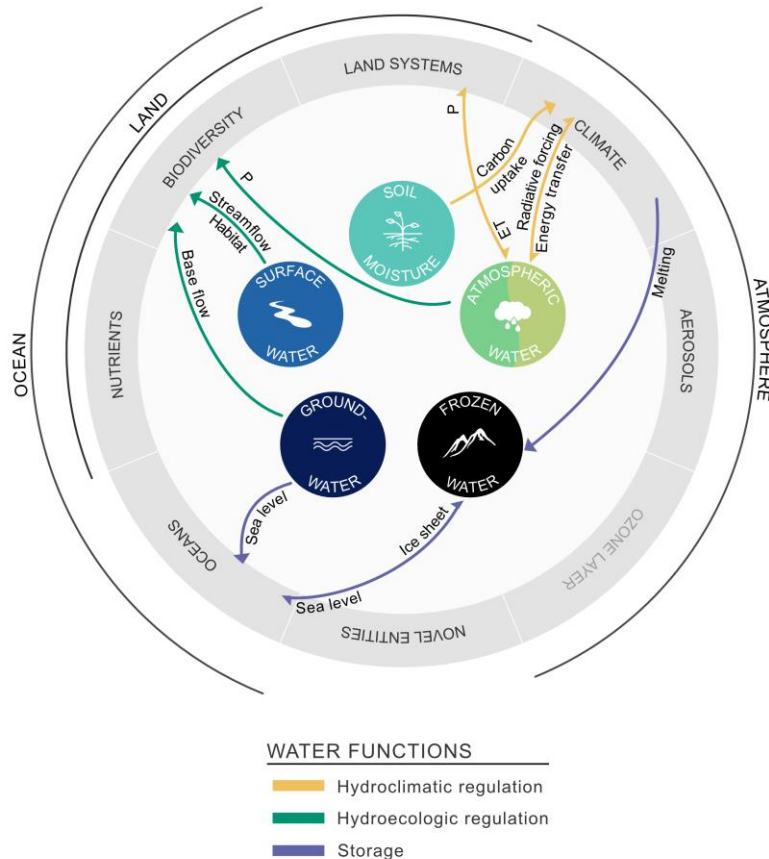 LAND SYSTEMS
BIODIVERSITY
CLIMATE
LAND
P
P
Carbon
uptake
Radiative forcing
Energy transfer
ET
SOIL
MOISTURE
Streamflow
Habitat
SURFACE
WATER
ATMOSPHERIC
WATER
Melting
Base flow
NUTRIENTS
AEROSOLS
OCEAN
ATMOSPHERE
GROUND-
WATER
FROZEN
WATER
Sea level
Ice sheet
Sea level
OCEANS
OZONE LAYER
NOVEL ENTITIES
WATER FUNCTIONS
Hydroclimatic regulation
Hydroecologic regulation
Storage